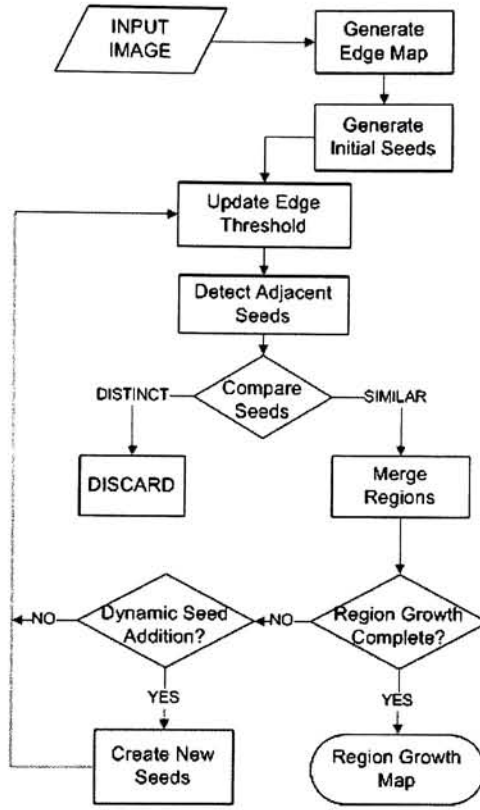 INPUT
IMAGE
Generate
Edge Map
Generate
Initial Seeds
Update Edge
Threshold
Detect Adjacent
Seeds
Compare
Seeds
DISTINCT
SIMILAR
DISCARD
Merge
Regions
Dynamic Seed
Addition?
Region Growth
Complete?
NO
NO
YES
YES
Create New
Seeds
Region Growth
Map